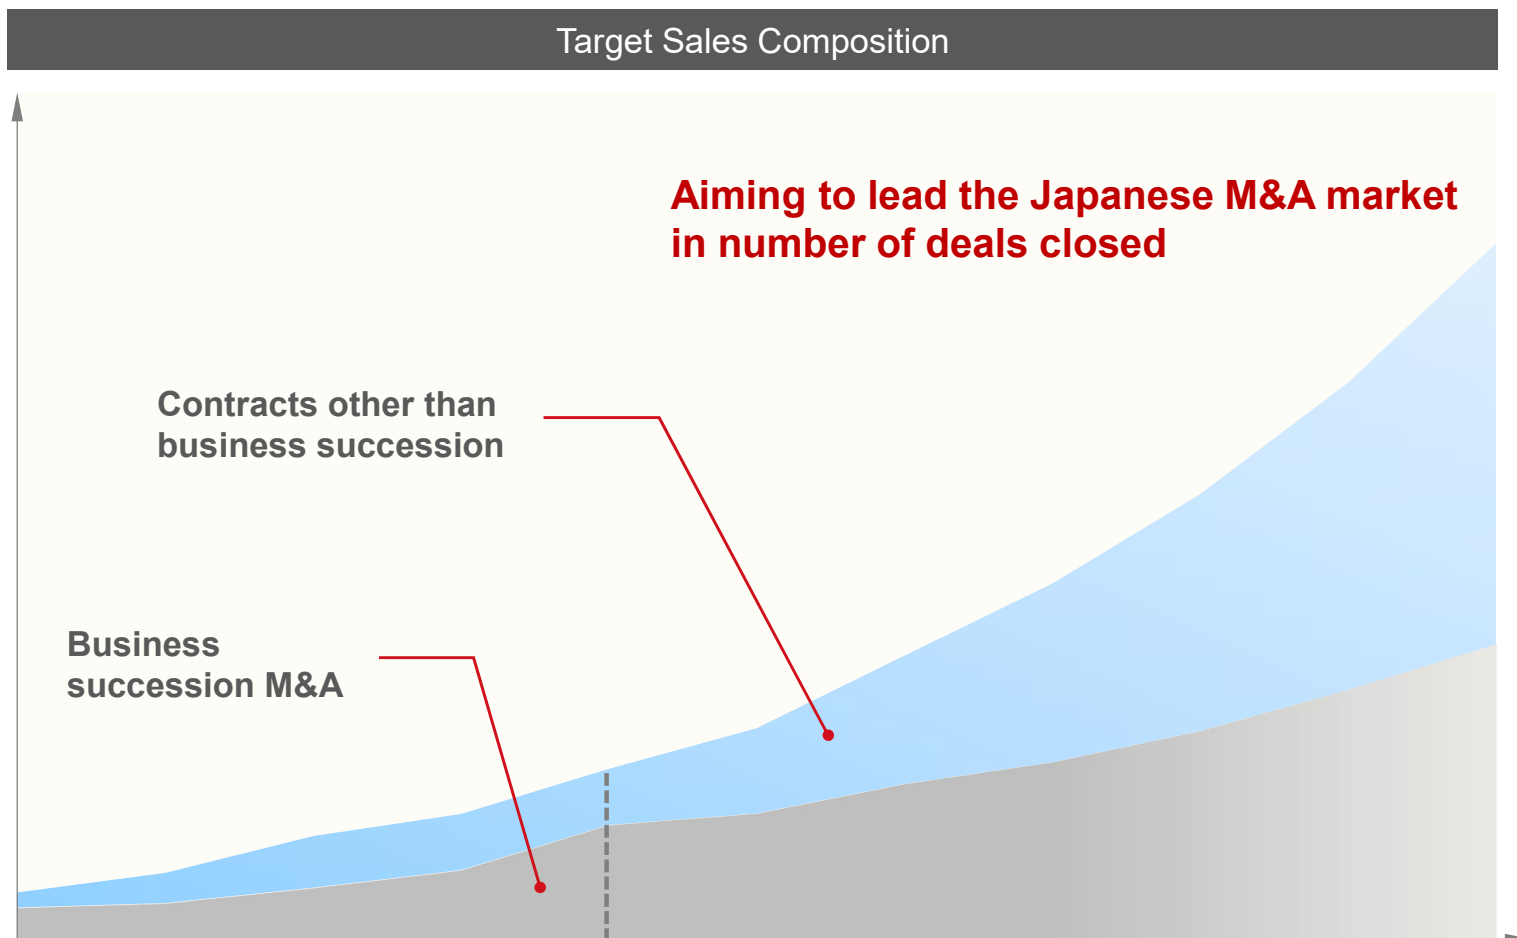 Target Sales Composition
Aiming to lead the Japanese M&A market
in number of deals closed
Contracts other than
business succession
Business
succession M&A